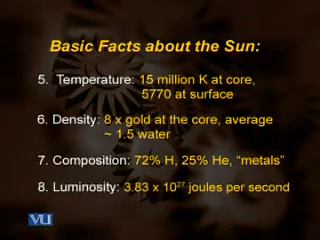 Basic Facts about the Sun:
5. Temperature: 15 million K at core,
5770 at surface
6. Density: 8 x gold at the core, average
~ 1.5 water
7. Composition: 72% H, 25% He, “metals”
8. Luminosity: 3.83 x 10²⁷ joules per second
VU